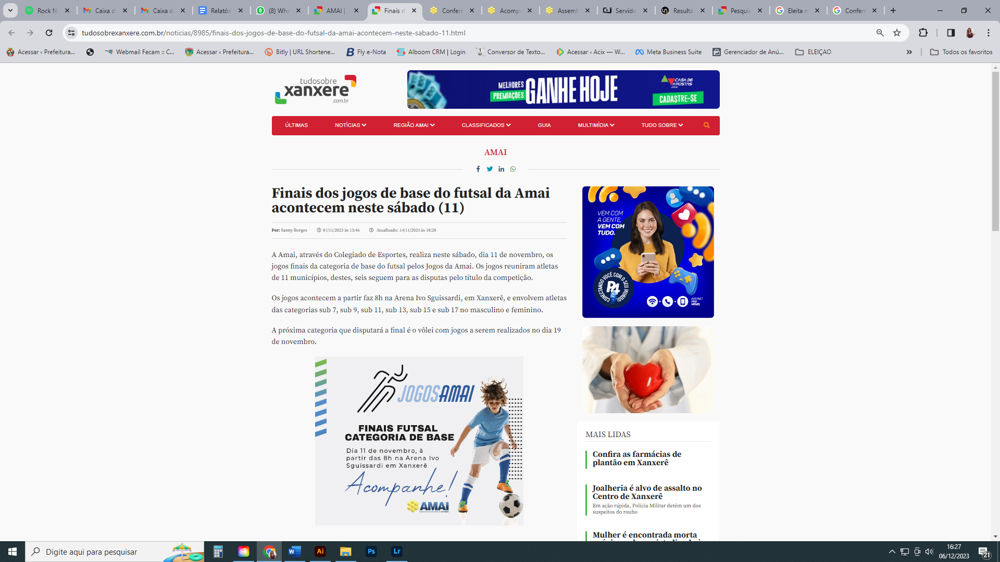 Rock N
Caixa d
Caixa d
Relatóri
(8) Wha
AMAI |
Finais d
Conferê
Acomp
Assemb
Servido
Resulta
Pesquis
Eleita n
Confer
tudosobrexanxere.com.br/noticias/8985/finais-dos-jogos-de-base-do-futsal-da-amai-acontecem-neste-sabado-11.html
Acessar ‹ Prefeitura...
Webmail Fecam :: C...
Acessar ‹ Prefeitura...
Bitly | URL Shortene...
Fly e-Nota
Alboom CRM | Login
Conversor de Texto...
Acessar ‹ Acix — W...
Meta Business Suite
Gerenciador de Anú...
ELEIÇAO
Todos os favoritos
tudosobre
xanxere
.com.br
MELHORES
PREMIAÇÕES
GANHE HOJE
CASA DE
APOSTAS
.com
CADASTRE-SE
ÚLTIMAS
NOTÍCIAS
REGIÃO AMAI
CLASSIFICADOS
GUIA
MULTIMÍDIA
TUDO SOBRE
AMAI
Finais dos jogos de base do futsal da Amai
acontecem neste sábado (11)
Por: Sanny Borges 07/11/2023 às 13:46 Atualizado: 14/11/2023 às 18:28
A Amai, através do Colegiado de Esportes, realiza neste sábado, dia 11 de novembro, os
jogos finais da categoria de base do futsal pelos Jogos da Amai. Os jogos reuniram atletas
de 11 municípios, destes, seis seguem para as disputas pelo título da competição.
Os jogos acontecem a partir faz 8h na Arena Ivo Sguissardi, em Xanxerê, e envolvem atletas
das categorias sub 7, sub 9, sub 11, sub 13, sub 15 e sub 17 no masculino e feminino.
A próxima categoria que disputará a final é o vôlei com jogos a serem realizados no dia 19
de novembro.
JOGOSAMAI
FINAIS FUTSAL
CATEGORIA DE BASE
Dia 11 de novembro, à
partir das 8h na Arena Ivo
Sguissardi em Xanxerê
Acompanhe!
AMAI
VEM COM
A GENTE,
VEM COM
TUDO.
CONECTANDO VOCÊ COM O SEU MUNDO!
P4
INTERNET
FIXO
MÓVEL
MAIS LIDAS
Confira as farmácias de
plantão em Xanxerê
Joalheria é alvo de assalto no
Centro de Xanxerê
Em ação rápida, Polícia Militar detém um dos
suspeitos do roubo
Mulher é encontrada morta
Digite aqui para pesquisar
Ai
Ps
Lr
16:27
06/12/2023
21